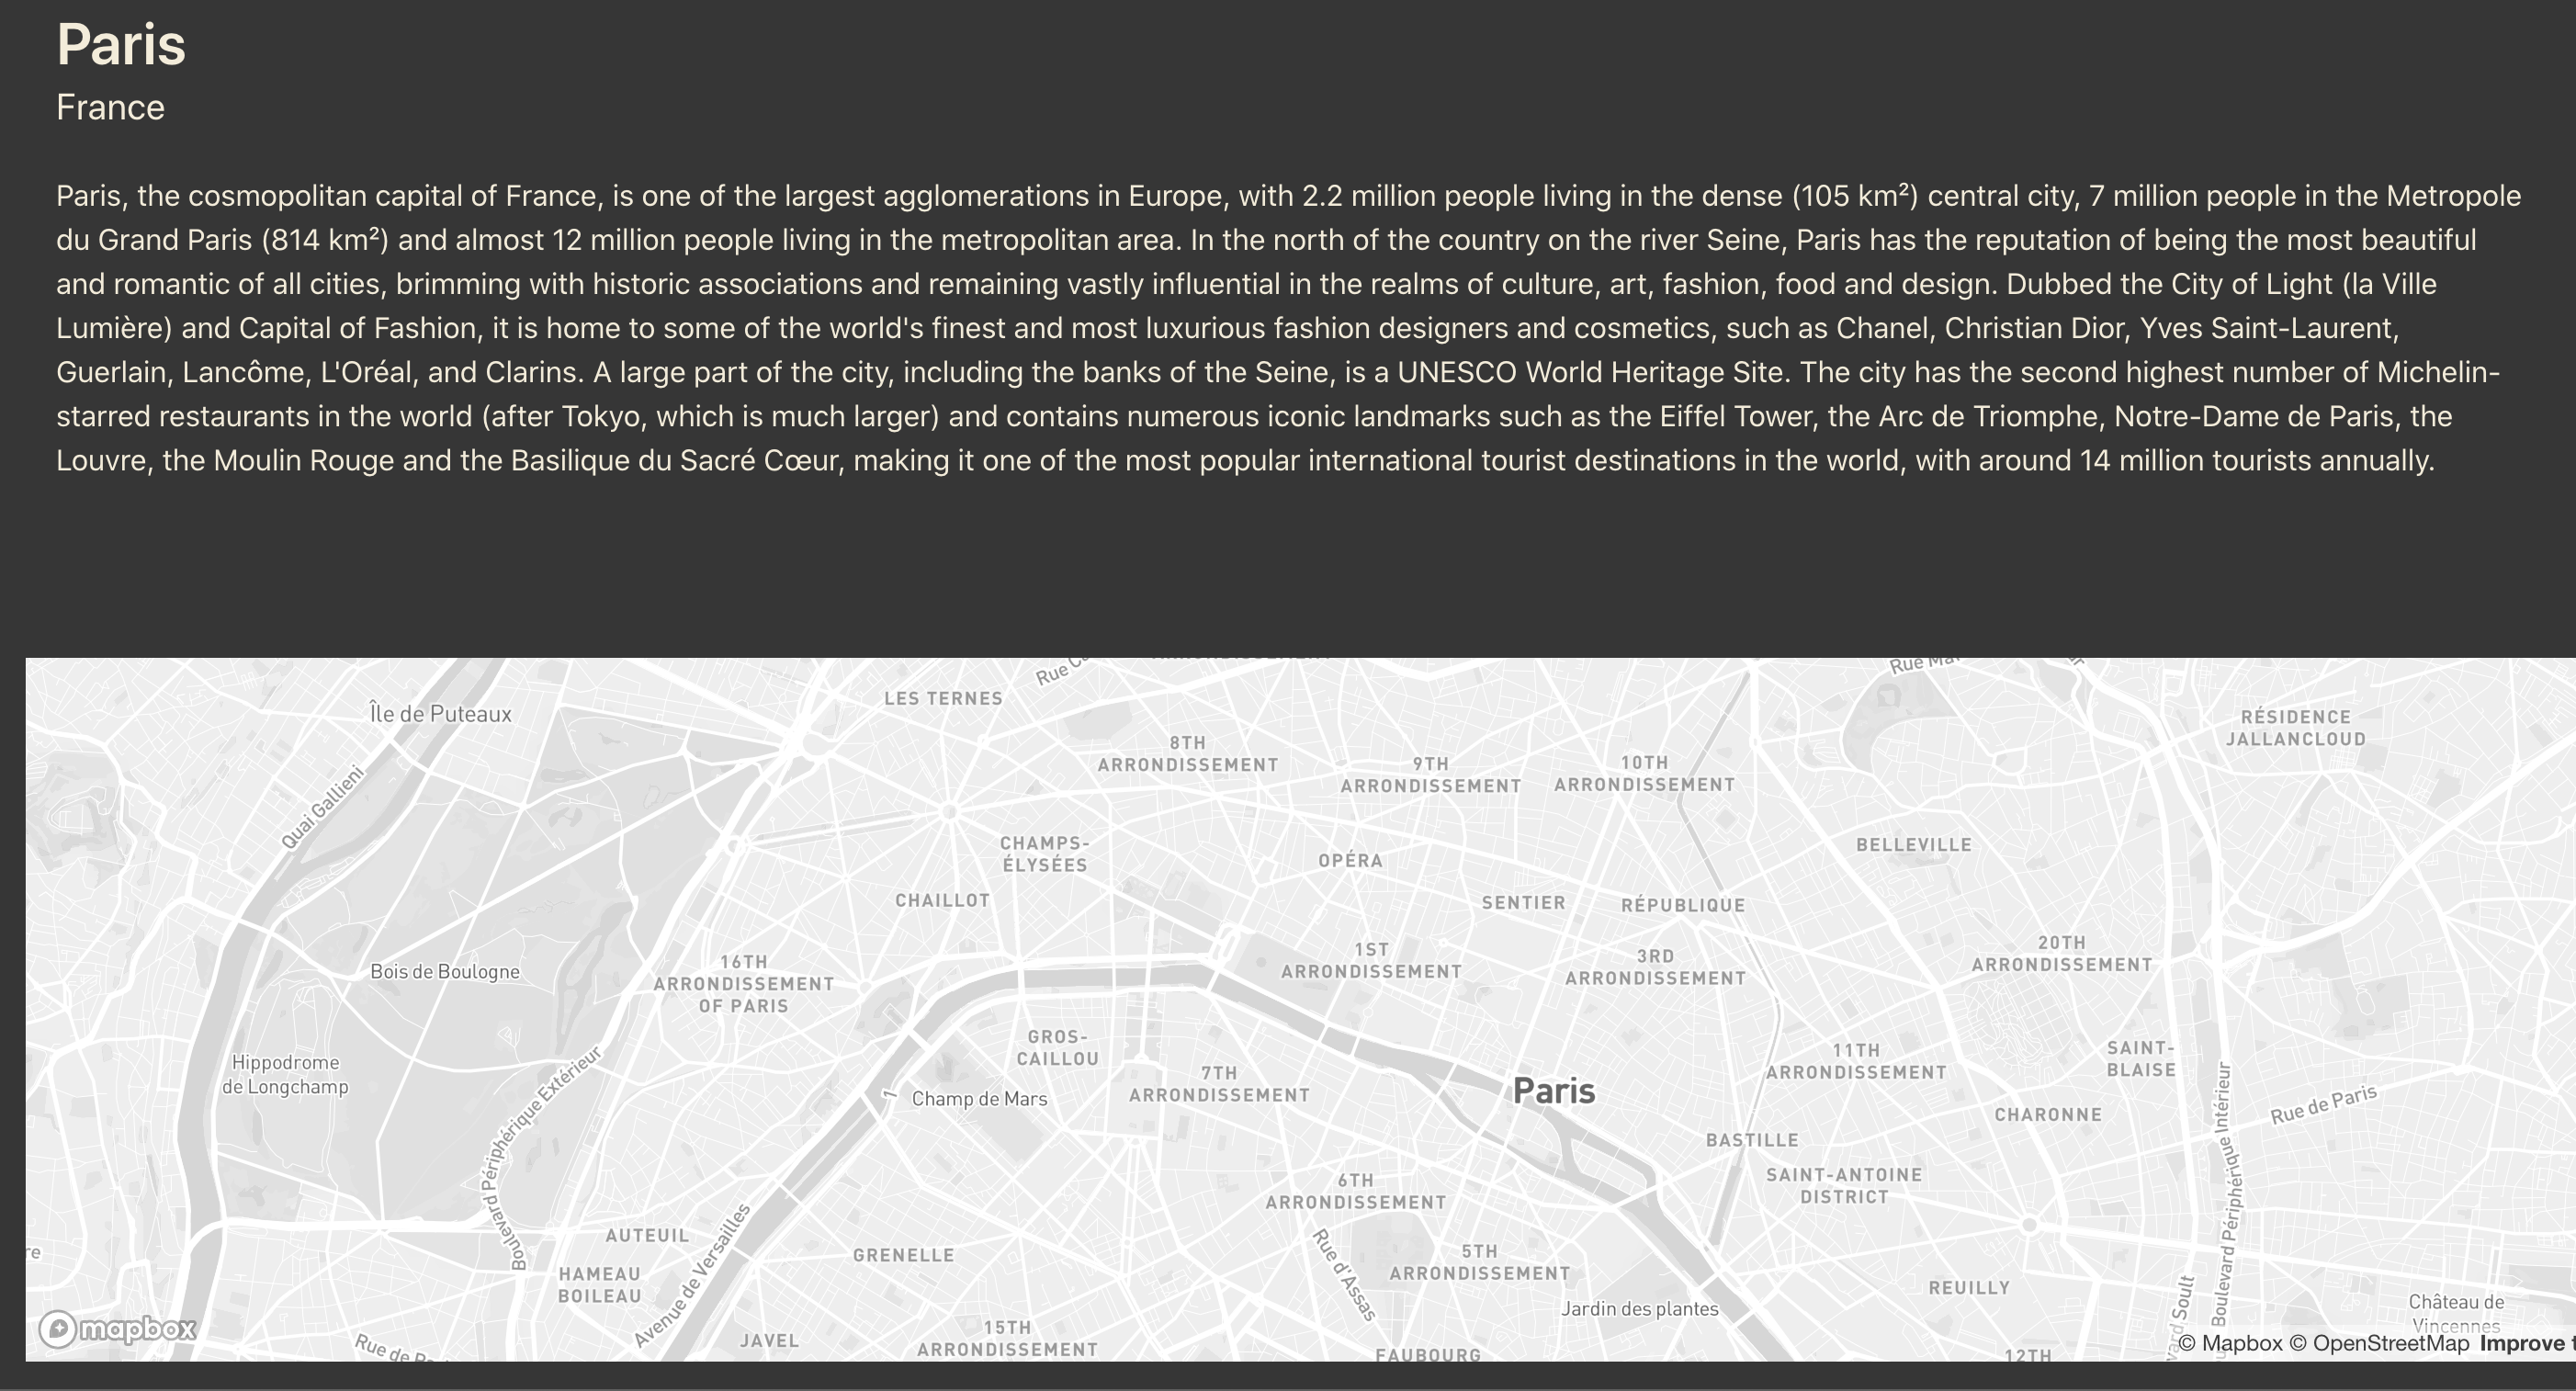 Paris
France
Paris, the cosmopolitan capital of France, is one of the largest agglomerations in Europe, with 2.2 million people living in the dense (105 km²) central city, 7 million people in the Metropole
du Grand Paris (814 km²) and almost 12 million people living in the metropolitan area. In the north of the country on the river Seine, Paris has the reputation of being the most beautiful
and romantic of all cities, brimming with historic associations and remaining vastly influential in the realms of culture, art, fashion, food and design. Dubbed the City of Light (la Ville
Lumière) and Capital of Fashion, it is home to some of the world's finest and most luxurious fashion designers and cosmetics, such as Chanel, Christian Dior, Yves Saint-Laurent,
Guerlain, Lancôme, L'Oréal, and Clarins. A large part of the city, including the banks of the Seine, is a UNESCO World Heritage Site. The city has the second highest number of Michelin-
starred restaurants in the world (after Tokyo, which is much larger) and contains numerous iconic landmarks such as the Eiffel Tower, the Arc de Triomphe, Notre-Dame de Paris, the
Louvre, the Moulin Rouge and the Basilique du Sacré Cœur, making it one of the most popular international tourist destinations in the world, with around 14 million tourists annually.
Île de Puteaux
LES TERNES
Rue
Rue
RÉSIDENCE
JALLANCLOUD
8TH
ARRONDISSEMENT
9TH
ARRONDISSEMENT
10TH
ARRONDISSEMENT
Quai Gallieni
CHAMPS-
ÉLYSÉES
OPÉRA
BELLEVILLE
CHAILLOT
SENTIER
RÉPUBLIQUE
16TH
ARRONDISSEMENT
OF PARIS
Bois de Boulogne
1ST
ARRONDISSEMENT
3RD
ARRONDISSEMENT
20TH
ARRONDISSEMENT
Hippodrome
de Longchamp
GROS-
CAILLOU
7TH
ARRONDISSEMENT
Champ de Mars
1
Paris
11TH
ARRONDISSEMENT
SAINT-
BLAISE
CHARONNE
Rue de Paris
Boulevard Périphérique Extérieur
Boulevard Périphérique Intérieur
BASTILLE
SAINT-ANTOINE
DISTRICT
6TH
ARRONDISSEMENT
AUTEUIL
Avenue de Versailles
GRENELLE
HAMEAU
BOILEAU
Rue d'Assas
5TH
ARRONDISSEMENT
REUILLY
Jardin des plantes
Château de
Vincennes
JAVEL
15TH
ARRONDISSEMENT
FAUBOURG
12TH
Sault
Rue de
mapbox
© Mapbox © OpenStreetMap Improve